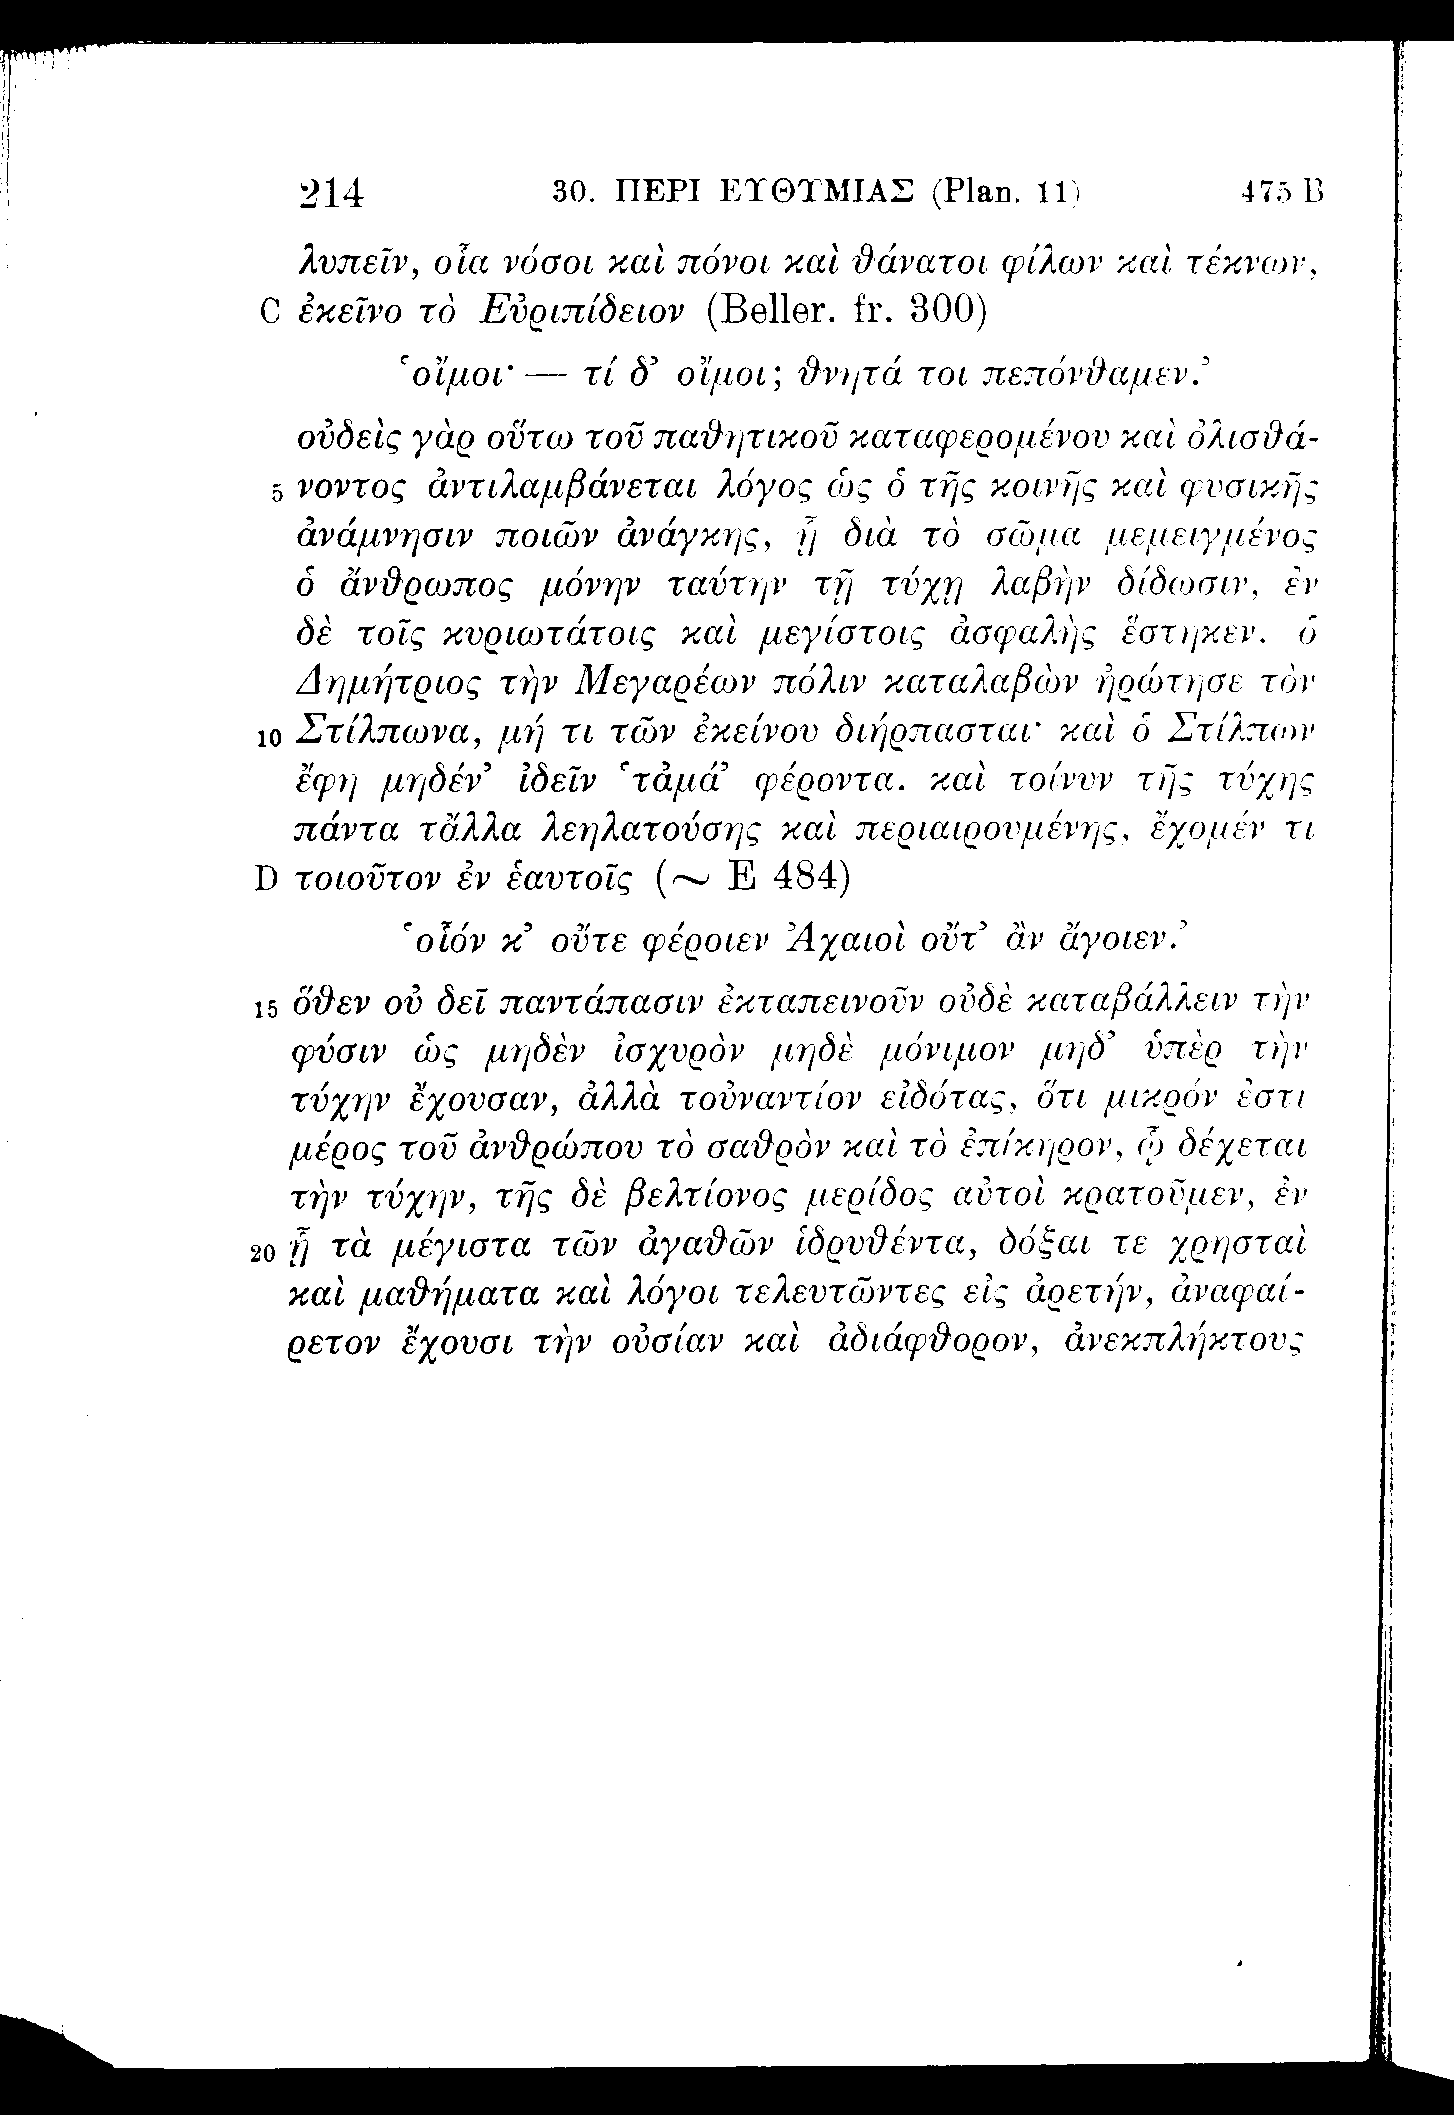 214 30. ΠΕΡΙ ΕΥΘΥΜΙΑΣ (Plan. 11) 475 B
λυπεῖν, οἷα νόσοι καὶ πόνοι καὶ θάνατοι φίλων καὶ τέκνων,
C ἐκεῖνο τὸ Εὐριπίδειον (Beller. fr. 300)
‘οἴμοι· — τί δ’ οἴμοι; θνητά τοι πεπόνθαμεν.’
οὐδεὶς γὰρ οὕτω τοῦ παθητικοῦ καταφερομένου καὶ ὀλισθά-
5 νοντος ἀντιλαμβάνεται λόγος ὡς ὁ τῆς κοινῆς καὶ φυσικῆς
ἀνάμνησιν ποιῶν ἀνάγκης, ᾗ διὰ τὸ σῶμα μεμειγμένος
ὁ ἄνθρωπος μόνην ταύτην τῇ τύχῃ λαβὴν δίδωσιν, ἐν
δὲ τοῖς κυριωτάτοις καὶ μεγίστοις ἀσφαλὴς ἕστηκεν. ὁ
Δημήτριος τὴν Μεγαρέων πόλιν καταλαβὼν ἠρώτησε τὸν
10 Στίλπωνα, μή τι τῶν ἐκείνου διήρπασται· καὶ ὁ Στίλπων
ἔφη μηδέν’ ἰδεῖν ‘τἀμά’ φέροντα. καὶ τοίνυν τῆς τύχης
πάντα τἄλλα λεηλατούσης καὶ περιαιρουμένης, ἔχομέν τι
D τοιοῦτον ἐν ἑαυτοῖς (~ E 484)
‘οἷόν κ’ οὔτε φέροιεν Ἀχαιοὶ οὔτ’ ἂν ἄγοιεν.’
15 ὅθεν οὐ δεῖ παντάπασιν ἐκταπεινοῦν οὐδὲ καταβάλλειν τὴν
φύσιν ὡς μηδὲν ἰσχυρὸν μηδὲ μόνιμον μηδ’ ὑπὲρ τὴν
τύχην ἔχουσαν, ἀλλὰ τοὐναντίον εἰδότας, ὅτι μικρόν ἐστι
μέρος τοῦ ἀνθρώπου τὸ σαθρὸν καὶ τὸ ἐπίκηρον, ᾧ δέχεται
τὴν τύχην, τῆς δὲ βελτίονος μερίδος αὐτοὶ κρατοῦμεν, ἐν
20 ᾗ τὰ μέγιστα τῶν ἀγαθῶν ἱδρυθέντα, δόξαι τε χρησταὶ
καὶ μαθήματα καὶ λόγοι τελευτῶντες εἰς ἀρετήν, ἀναφαί-
ρετον ἔχουσι τὴν οὐσίαν καὶ ἀδιάφθορον, ἀνεκπλήκτους